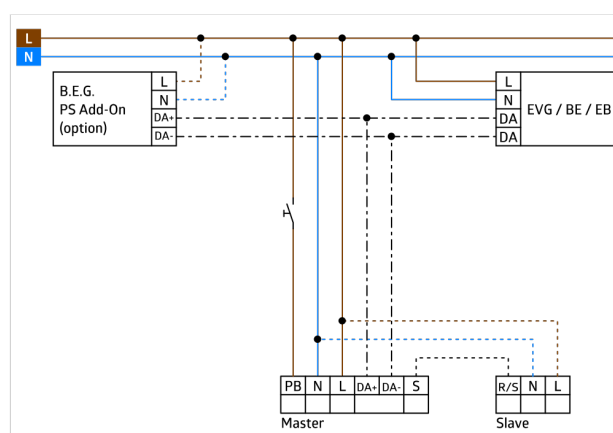 L
N
B.E.G.
PS Add-On
(option)
L
N
DA+
DA-
L
N
DA
DA
EVG / BE / EB
PB N L DA+ DA- S
Master
R/S N L
Slave